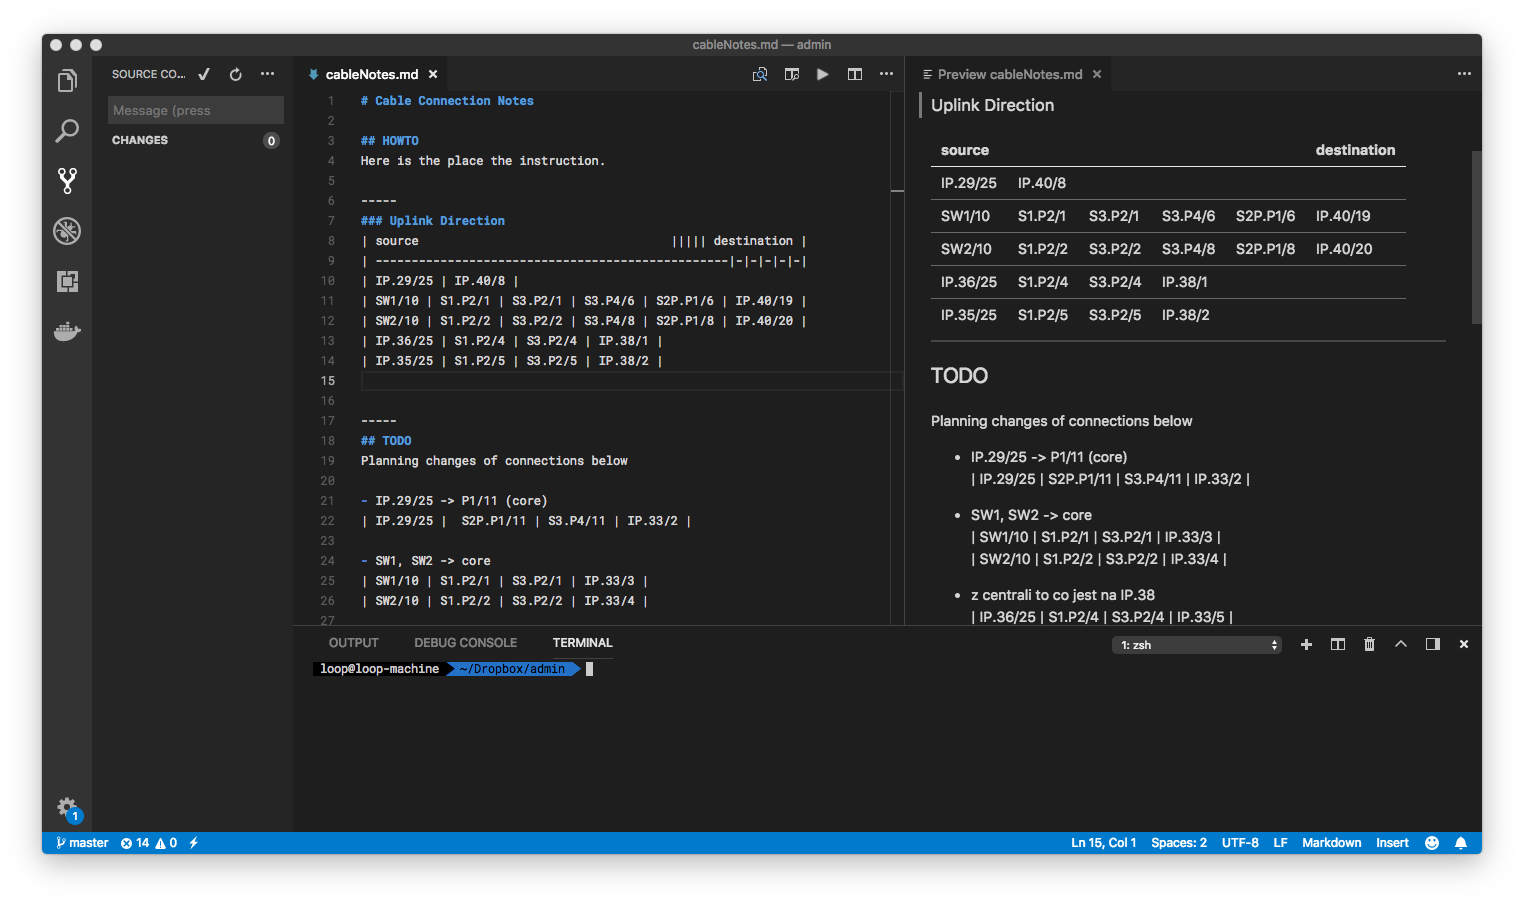 cableNotes.md — admin
SOURCE CO...
Message (press
CHANGES 0
cableNotes.md
1 # Cable Connection Notes
2
3 ## HOWTO
4 Here is the place the instruction.
5
6 -----
7 ### Uplink Direction
8 | source ||||| destination |
9 | -------------------------------------------------|-|-|-|-|-|
10 | IP.29/25 | IP.40/8 |
11 | SW1/10 | S1.P2/1 | S3.P2/1 | S3.P4/6 | S2P.P1/6 | IP.40/19 |
12 | SW2/10 | S1.P2/2 | S3.P2/2 | S3.P4/8 | S2P.P1/8 | IP.40/20 |
13 | IP.36/25 | S1.P2/4 | S3.P2/4 | IP.38/1 |
14 | IP.35/25 | S1.P2/5 | S3.P2/5 | IP.38/2 |
15
16
17 -----
18 ## TODO
19 Planning changes of connections below
20
21 - IP.29/25 -> P1/11 (core)
22 | IP.29/25 |  S2P.P1/11 | S3.P4/11 | IP.33/2 |
23
24 - SW1, SW2 -> core
25 | SW1/10 | S1.P2/1 | S3.P2/1 | IP.33/3 |
26 | SW2/10 | S1.P2/2 | S3.P2/2 | IP.33/4 |
27
Preview cableNotes.md
Uplink Direction
source destination
IP.29/25 IP.40/8
SW1/10 S1.P2/1 S3.P2/1 S3.P4/6 S2P.P1/6 IP.40/19
SW2/10 S1.P2/2 S3.P2/2 S3.P4/8 S2P.P1/8 IP.40/20
IP.36/25 S1.P2/4 S3.P2/4 IP.38/1
IP.35/25 S1.P2/5 S3.P2/5 IP.38/2
TODO
Planning changes of connections below
• IP.29/25 -> P1/11 (core)
| IP.29/25 | S2P.P1/11 | S3.P4/11 | IP.33/2 |
• SW1, SW2 -> core
| SW1/10 | S1.P2/1 | S3.P2/1 | IP.33/3 |
| SW2/10 | S1.P2/2 | S3.P2/2 | IP.33/4 |
• z centrali to co jest na IP.38
| IP.36/25 | S1.P2/4 | S3.P2/4 | IP.33/5 |
OUTPUT DEBUG CONSOLE TERMINAL 1: zsh
loop@loop-machine ~/Dropbox/admin
1
master 14 0 Ln 15, Col 1 Spaces: 2 UTF-8 LF Markdown Insert